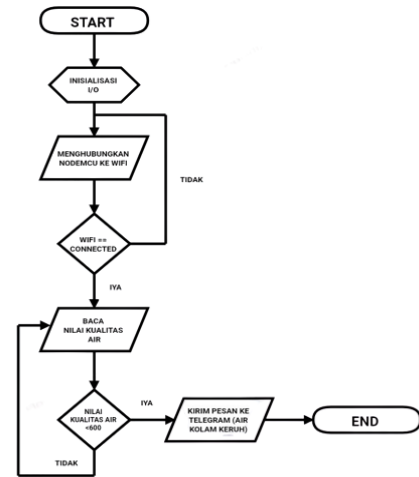 START
INISIALISASI
I/O
MENGHUBUNGKAN
NODEMCU KE WIFI
TIDAK
WIFI ==
CONNECTED
IYA
BACA
NILAI KUALITAS
AIR
NILAI
KUALITAS AIR
<600
IYA
KIRIM PESAN KE
TELEGRAM (AIR
KOLAM KERUH)
END
TIDAK